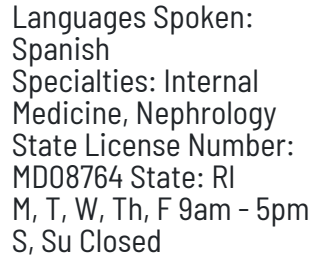 Languages Spoken:
Spanish
Specialties: Internal
Medicine, Nephrology
State License Number:
MD08764 State: RI
M, T, W, Th, F 9am - 5pm
S, Su Closed